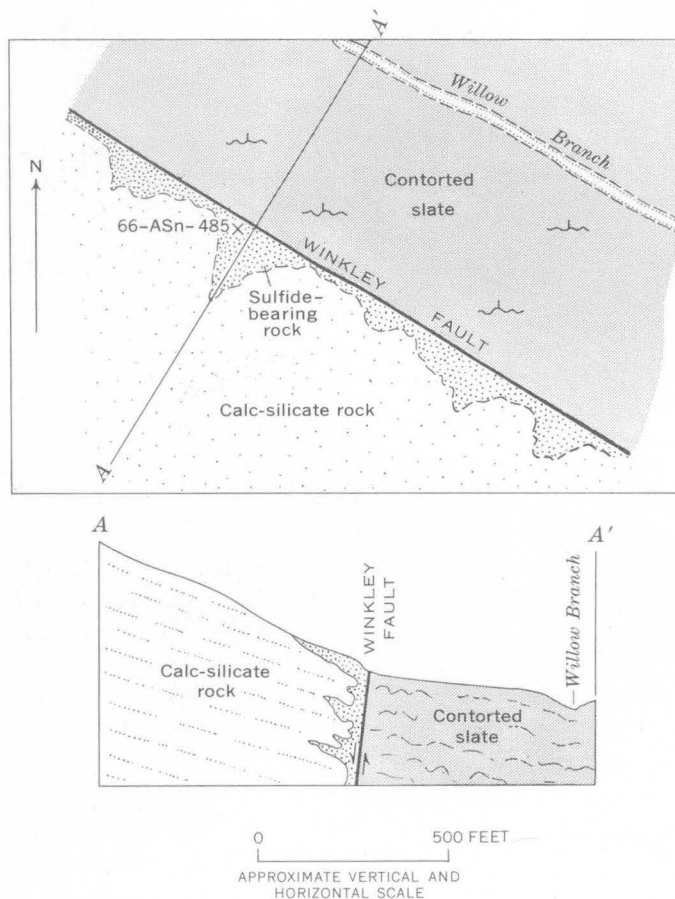 A'
Willow
Branch
N
Contorted
slate
66-ASn-485
WINKLEY
FAULT
Sulfide-
bearing
rock
Calc-silicate rock
A
A
A'
WINKLEY
FAULT
Willow Branch
Calc-silicate
rock
Contorted
slate
0 500 FEET
APPROXIMATE VERTICAL AND
HORIZONTAL SCALE